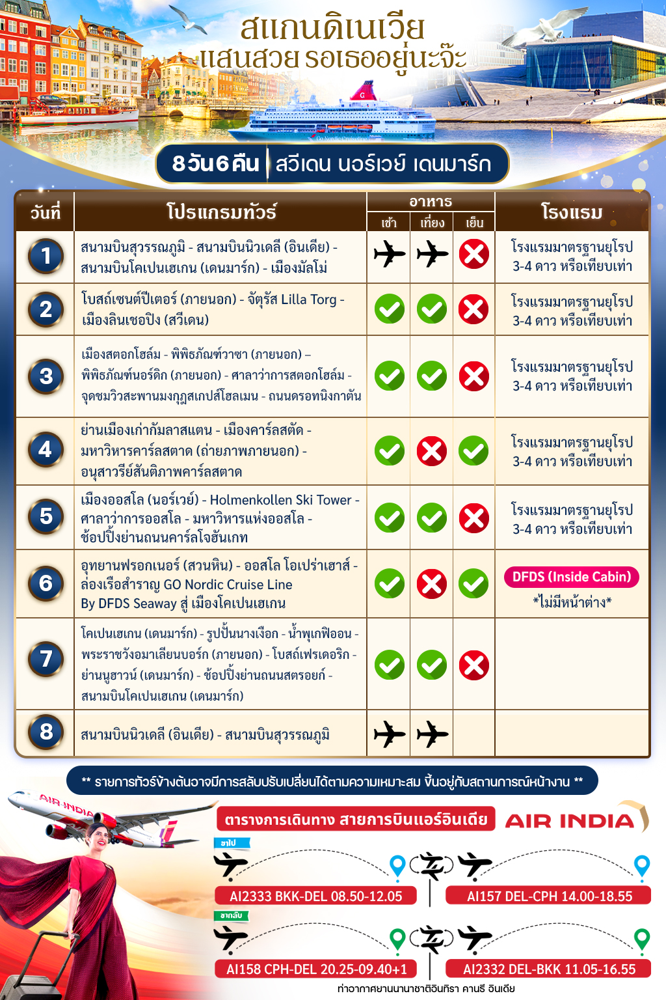 สแกนดิเนเวีย
แสนสวย รอเธออยู่นะจ๊ะ
G
Go Nordic Cruiseline
8 วัน 6 คืน | สวีเดน นอร์เวย์ เดนมาร์ก
วันที่ โปรแกรมทัวร์ อาหาร โรงแรม
เช้า เที่ยง เย็น
1
สนามบินสุวรรณภูมิ - สนามบินนิวเดลี (อินเดีย) -
สนามบินโคเปนเฮเกน (เดนมาร์ก) - เมืองมัลโม่
โรงแรมมาตรฐานยุโรป
3-4 ดาว หรือเทียบเท่า
2
โบสถ์เซนต์ปีเตอร์ (ภายนอก) - จัตุรัส Lilla Torg -
เมืองลินเชอปิง (สวีเดน)
โรงแรมมาตรฐานยุโรป
3-4 ดาว หรือเทียบเท่า
3
เมืองสตอกโฮล์ม - พิพิธภัณฑ์วาซา (ภายนอก) –
พิพิธภัณฑ์นอร์ดิก (ภายนอก) - ศาลาว่าการสตอกโฮล์ม -
จุดชมวิวสะพานมงกุฎสเกปส์โฮลเมน - ถนนดรอทนิงกาตัน
โรงแรมมาตรฐานยุโรป
3-4 ดาว หรือเทียบเท่า
4
ย่านเมืองเก่ากัมลาสแตน - เมืองคาร์ลสตัด -
มหาวิหารคาร์ลสตาด (ถ่ายภาพภายนอก) -
อนุสาวรีย์สันติภาพคาร์ลสตาด
โรงแรมมาตรฐานยุโรป
3-4 ดาว หรือเทียบเท่า
5
เมืองออสโล (นอร์เวย์) - Holmenkollen Ski Tower -
ศาลาว่าการออสโล - มหาวิหารแห่งออสโล -
ช้อปปิ้งย่านถนนคาร์ลโจฮันเกท
โรงแรมมาตรฐานยุโรป
3-4 ดาว หรือเทียบเท่า
6
อุทยานฟรอกเนอร์ (สวนหิน) - ออสโล โอเปร่าเฮาส์ -
ล่องเรือสำราญ GO Nordic Cruise Line
By DFDS Seaway สู่ เมืองโคเปนเฮเกน
DFDS (Inside Cabin)
*ไม่มีหน้าต่าง*
7
โคเปนเฮเกน (เดนมาร์ก) - รูปปั้นนางเงือก - น้ำพุเกฟิออน -
พระราชวังอมาเลียนบอร์ก (ภายนอก) - โบสถ์เฟรเดอริก -
ย่านนูฮาวน์ (เดนมาร์ก) - ช้อปปิ้งย่านถนนสตรอยก์ -
สนามบินโคเปนเฮเกน (เดนมาร์ก)
8
สนามบินนิวเดลี (อินเดีย) - สนามบินสุวรรณภูมิ
** รายการทัวร์ข้างต้นอาจมีการสลับปรับเปลี่ยนได้ตามความเหมาะสม ขึ้นอยู่กับสถานการณ์หน้างาน **
AIR INDIA
ตารางการเดินทาง สายการบินแอร์อินเดีย AIR INDIA
ขาไป
AI2333 BKK-DEL 08.50-12.05 AI157 DEL-CPH 14.00-18.55
ขากลับ
AI158 CPH-DEL 20.25-09.40+1 AI2332 DEL-BKK 11.05-16.55
ท่าอากาศยานนานาชาติอินทิรา คานธี อินเดีย